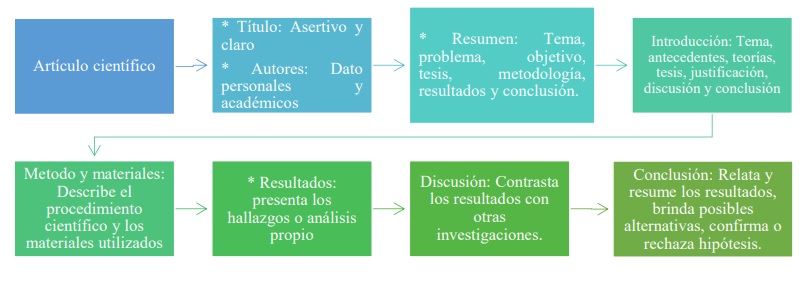 Artículo científico
* Título: Asertivo y
claro
* Autores: Dato
personales y
académicos
* Resumen: Tema,
problema, objetivo,
tesis, metodología,
resultados y conclusión.
Introducción: Tema,
antecedentes, teorías,
tesis, justificación,
discusión y conclusión
Metodo y materiales:
Describe el
procedimiento
científico y los
materiales utilizados
* Resultados:
presenta los
hallazgos o análisis
propio
Discusión: Contrasta
los resultados con
otras
investigaciones.
Conclusión: Relata y
resume los resultados,
brinda posibles
alternativas, confirma o
rechaza hipótesis.